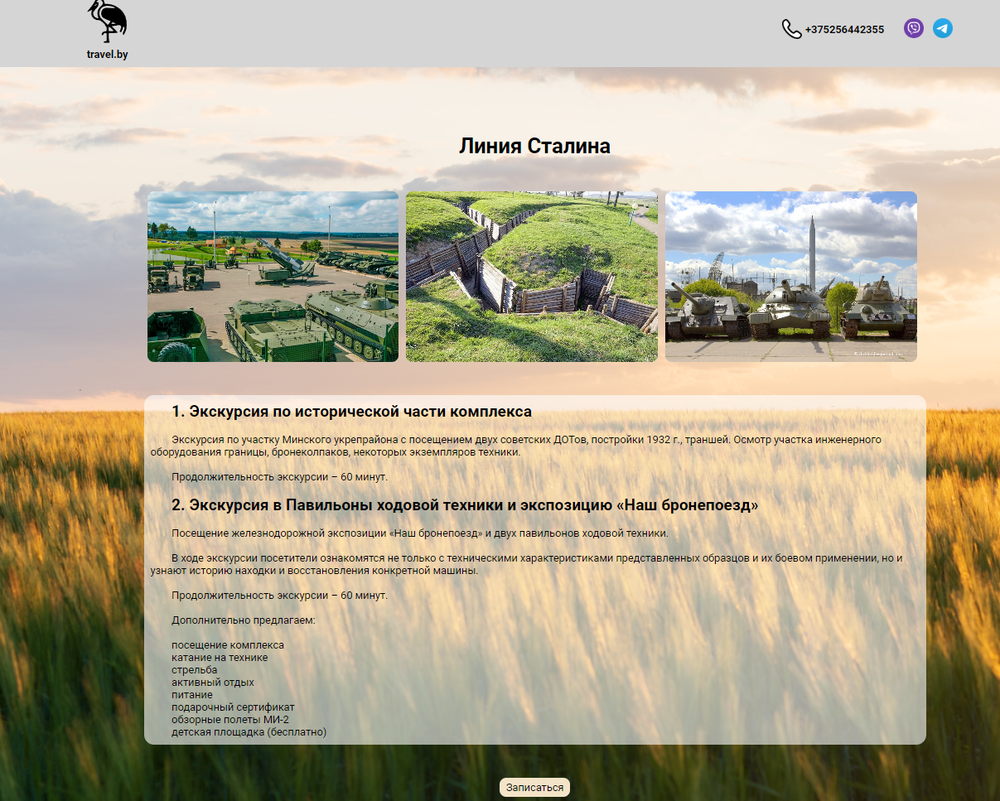 travel.by
+375256442355
Линия Сталина
1. Экскурсия по исторической части комплекса
Экскурсия по участку Минского укрепрайона с посещением двух советских ДОТов, постройки 1932 г., траншей. Осмотр участка инженерного
оборудования границы, бронеколпаков, некоторых экземпляров техники.
Продолжительность экскурсии – 60 минут.
2. Экскурсия в Павильоны ходовой техники и экспозицию «Наш бронепоезд»
Посещение железнодорожной экспозиции «Наш бронепоезд» и двух павильонов ходовой техники.
В ходе экскурсии посетители ознакомятся не только с техническими характеристиками представленных образцов и их боевом применении, но и
узнают историю находки и восстановления конкретной машины.
Продолжительность экскурсии – 60 минут.
Дополнительно предлагаем:
посещение комплекса
катание на технике
стрельба
активный отдых
питание
подарочный сертификат
обзорные полеты МИ-2
детская площадка (бесплатно)
Записаться